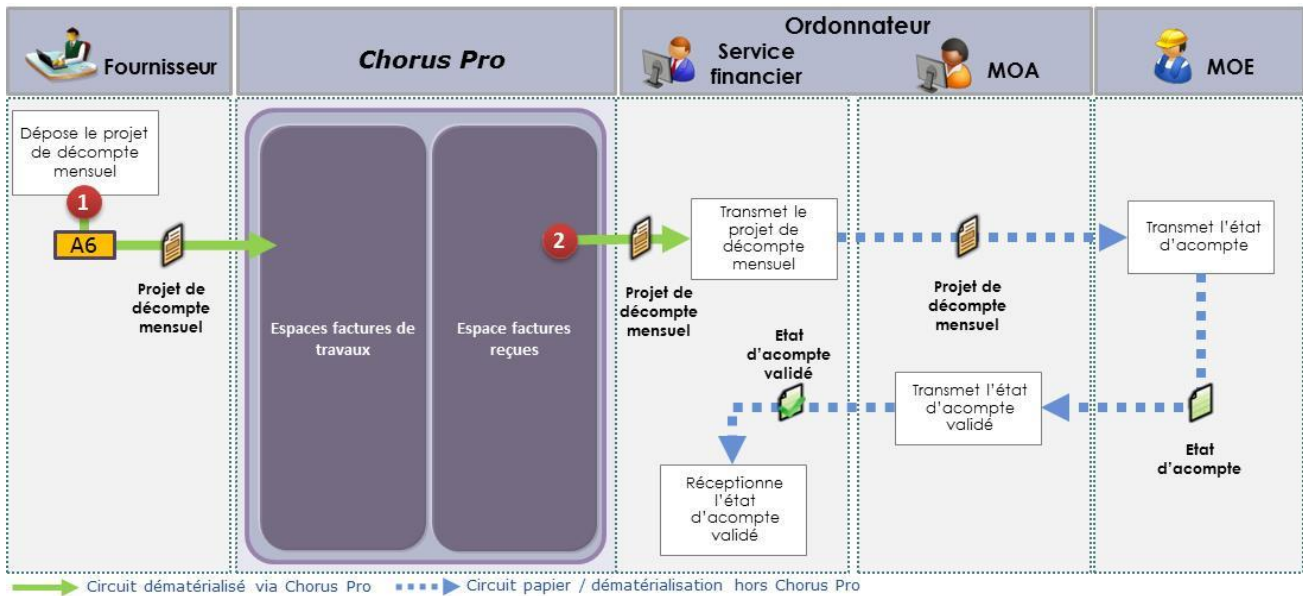 Fournisseur
Chorus Pro
Ordonnateur
Service
financier
MOA
MOE
Dépose le projet
de décompte
mensuel
1
A6
Projet de
décompte
mensuel
Espaces factures de
travaux
Espace factures
reçues
2
Projet de
décompte
mensuel
Transmet le
projet de
décompte
mensuel
Projet de
décompte
mensuel
Transmet l'état
d'acompte
Etat
d'acompte
validé
Transmet l'état
d'acompte
validé
Etat
d'acompte
Réceptionne
l'état
d'acompte
validé
Circuit dématérialisé via Chorus Pro
Circuit papier / dématérialisation hors Chorus Pro